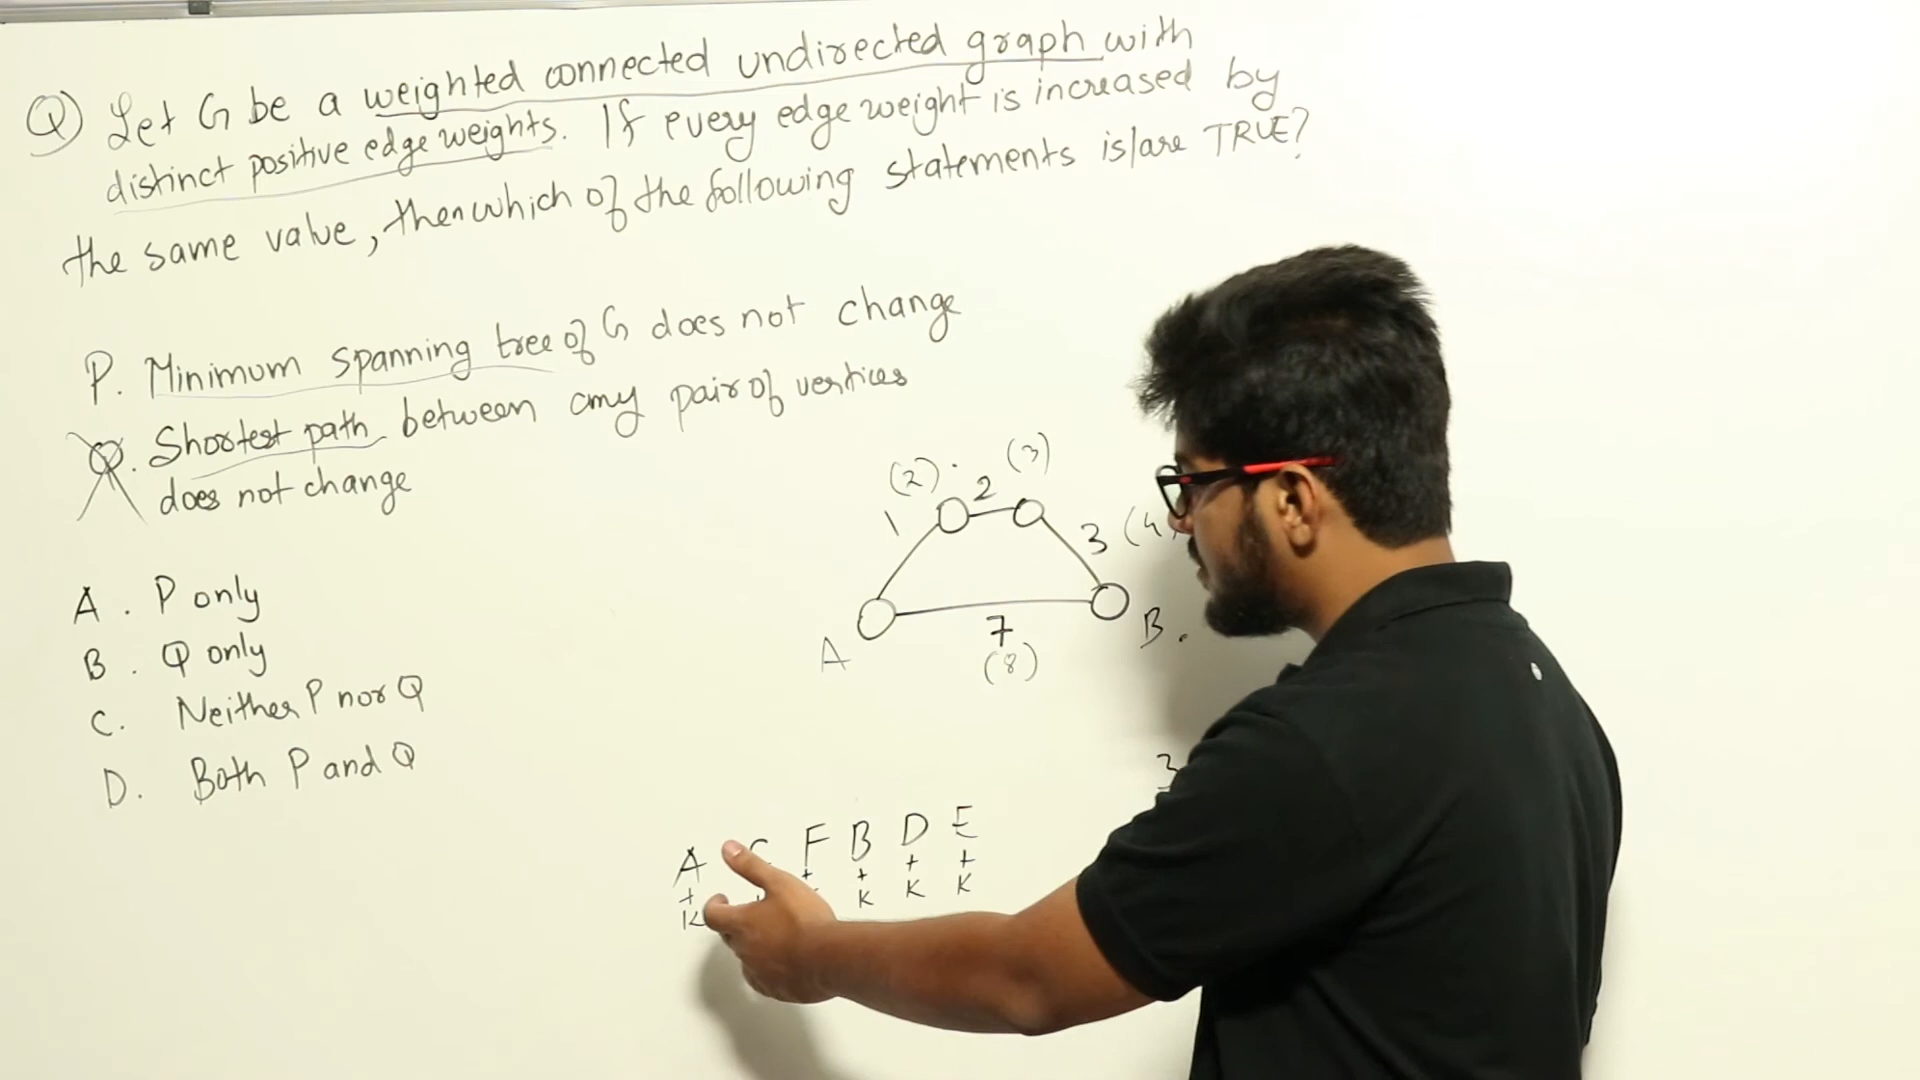 Q) Let G be a weighted connected undirected graph with
distinct positive edge weights. If every edge weight is increased by
the same value, then which of the following statements is/are TRUE?
P. Minimum spanning tree of G does not change
Q. Shortest path between any pair of vertices
does not change
A. P only
B. Q only
C. Neither P nor Q
D. Both P and Q
(2) 2 (3)
1 3 (4)
7
A (8) B.
3
A F B D E
+ + + + +
K K K K